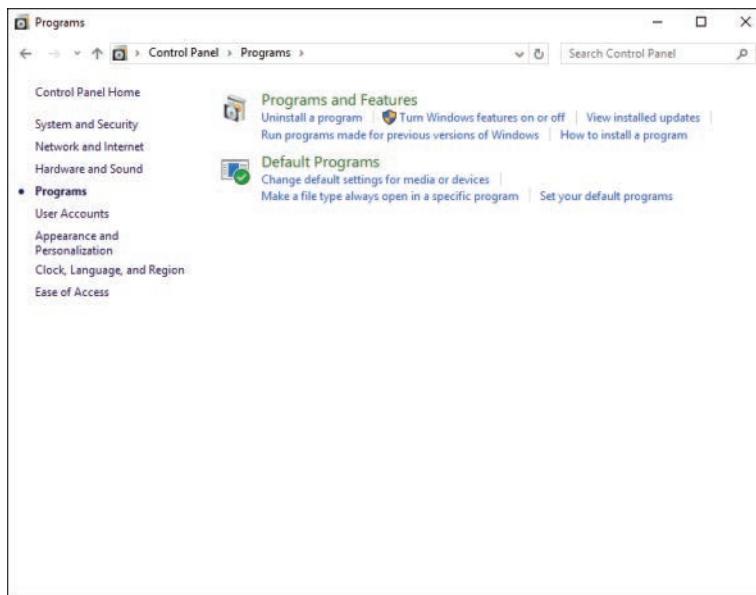 Programs
Control Panel › Programs ›
Search Control Panel
Control Panel Home
System and Security
Network and Internet
Hardware and Sound
Programs
User Accounts
Appearance and
Personalization
Clock, Language, and Region
Ease of Access
Programs and Features
Uninstall a program Turn Windows features on or off View installed updates
Run programs made for previous versions of Windows How to install a program
Default Programs
Change default settings for media or devices
Make a file type always open in a specific program Set your default programs